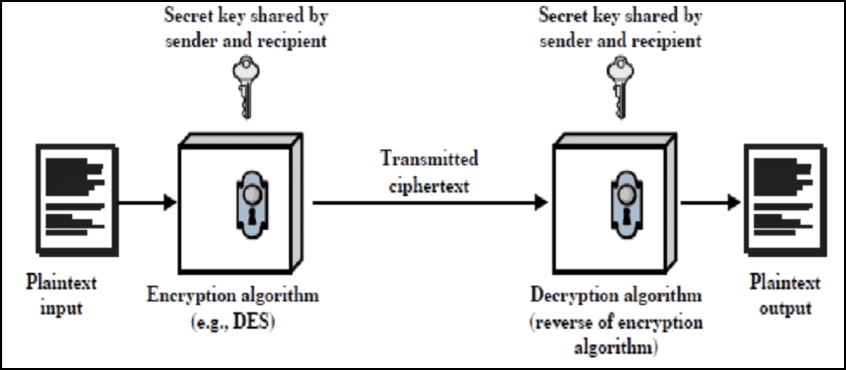 Secret key shared by
sender and recipient
Secret key shared by
sender and recipient
Transmitted
ciphertext
Plaintext
input
Encryption algorithm
(e.g., DES)
Decryption algorithm
(reverse of encryption
algorithm)
Plaintext
output